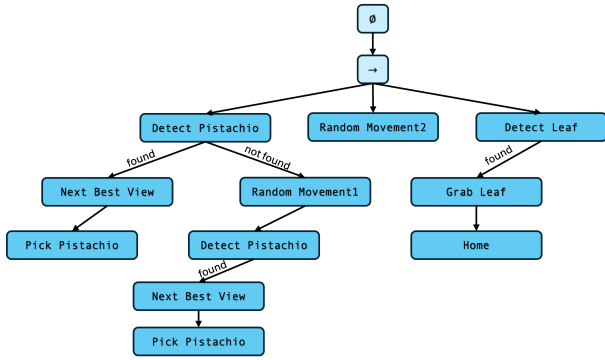 ∅
→
Detect Pistachio
Random Movement2
Detect Leaf
found
not found
found
Next Best View
Random Movement1
Grab Leaf
Pick Pistachio
Detect Pistachio
Home
found
Next Best View
Pick Pistachio